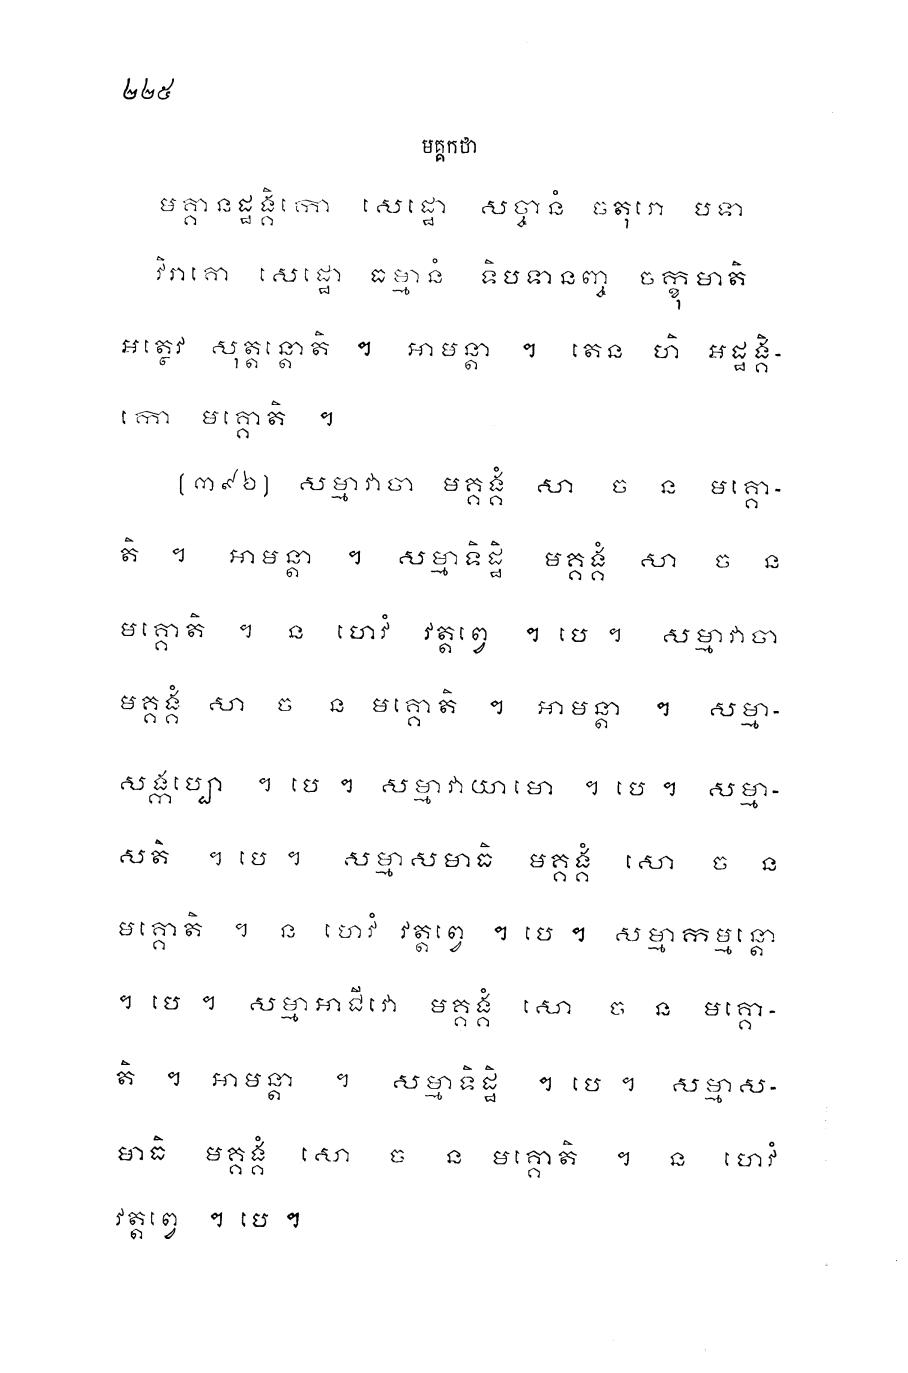 ២២៥
មគ្គកថា
មគ្គានដ្ឋង្គិកោ សេដ្ឋោ សច្ចានំ ចតុរោ បទា
វិរាគោ សេដ្ឋោ ធម្មានំ ទិបទានញ្ច ចក្ខុមាតិ
អត្ថេវ សុត្តន្តោតិ ។ អាមន្តា ។ តេន ហិ អដ្ឋង្គិ-
កោ មគ្គោតិ ។
(៣៩៦) សម្មាវាចា មគ្គង្គំ សា ច ន មគ្គោ-
តិ ។ អាមន្តា ។ សម្មាទិដ្ឋិ មគ្គង្គំ សា ច ន
មគ្គោតិ ។ ន ហេវំ វត្តព្វេ ។ បេ ។ សម្មាវាចា
មគ្គង្គំ សា ច ន មគ្គោតិ ។ អាមន្តា ។ សម្មា-
សង្កប្បោ ។ បេ ។ សម្មាវាយាមោ ។ បេ ។ សម្មា-
សតិ ។ បេ ។ សម្មាសមាធិ មគ្គង្គំ សោ ច ន
មគ្គោតិ ។ ន ហេវំ វត្តព្វេ ។ បេ ។ សម្មាកម្មន្តោ
។ បេ ។ សម្មាអាជីវោ មគ្គង្គំ សោ ច ន មគ្គោ-
តិ ។ អាមន្តា ។ សម្មាទិដ្ឋិ ។ បេ ។ សម្មាស-
មាធិ មគ្គង្គំ សោ ច ន មគ្គោតិ ។ ន ហេវំ
វត្តព្វេ ។ បេ ។